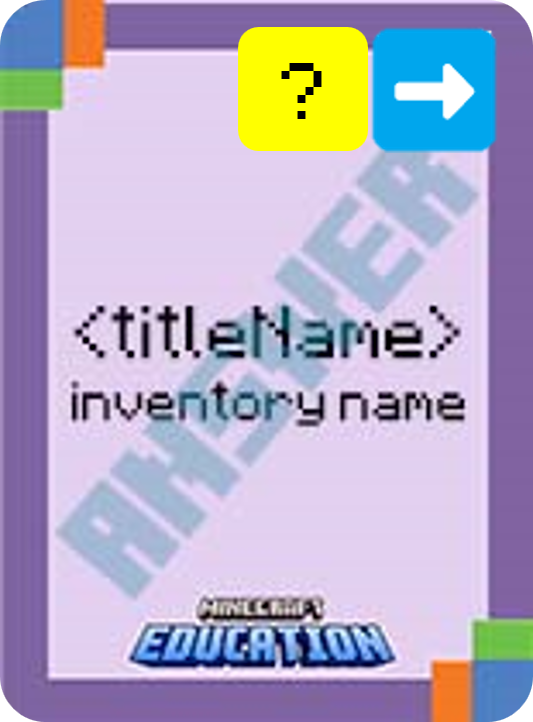 ?
<titleName>
inventory name
ANSWER
MINECRAFT
EDUCATION